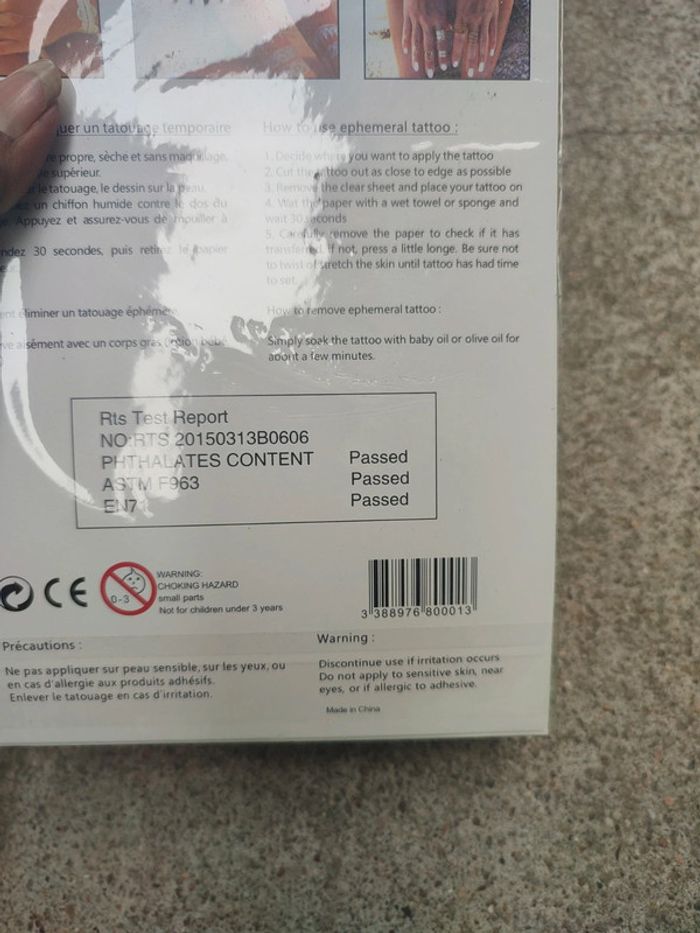 uer un tatouage temporaire
propre, sèche et sans maquillage,
supérieur.
le tatouage, le dessin sur la peau.
un chiffon humide contre le dos du
Appuyez et assurez-vous de mouiller à
ndez 30 secondes, puis retirez le papier
ent éliminer un tatouage éphémè
ve aisément avec un corps gras
How to use ephemeral tattoo :
1. Decide where you want to apply the tattoo
2. Cut the tattoo out as close to edge as possible
3. Remove the clear sheet and place your tattoo on
4. Wat the paper with a wet towel or sponge and
wait 30 seconds
5. Carefully remove the paper to check if it has
transferred. If not, press a little longe. Be sure not
to twist of stretch the skin until tattoo has had time
to set.
How to remove ephemeral tattoo :
Simply soak the tattoo with baby oil or olive oil for
about a few minutes.
Rts Test Report
NO:RTS 20150313B0606
PHTHALATES CONTENT Passed
ASTM F963 Passed
EN71 Passed
CE
0-3
WARNING:
CHOKING HAZARD
small parts
Not for children under 3 years
3 388976 800013
Précautions :
Ne pas appliquer sur peau sensible, sur les yeux, ou
en cas d'allergie aux produits adhésifs.
Enlever le tatouage en cas d'irritation.
Warning :
Discontinue use if irritation occurs
Do not apply to sensitive skin, near
eyes, or if allergic to adhesive.
Made in China